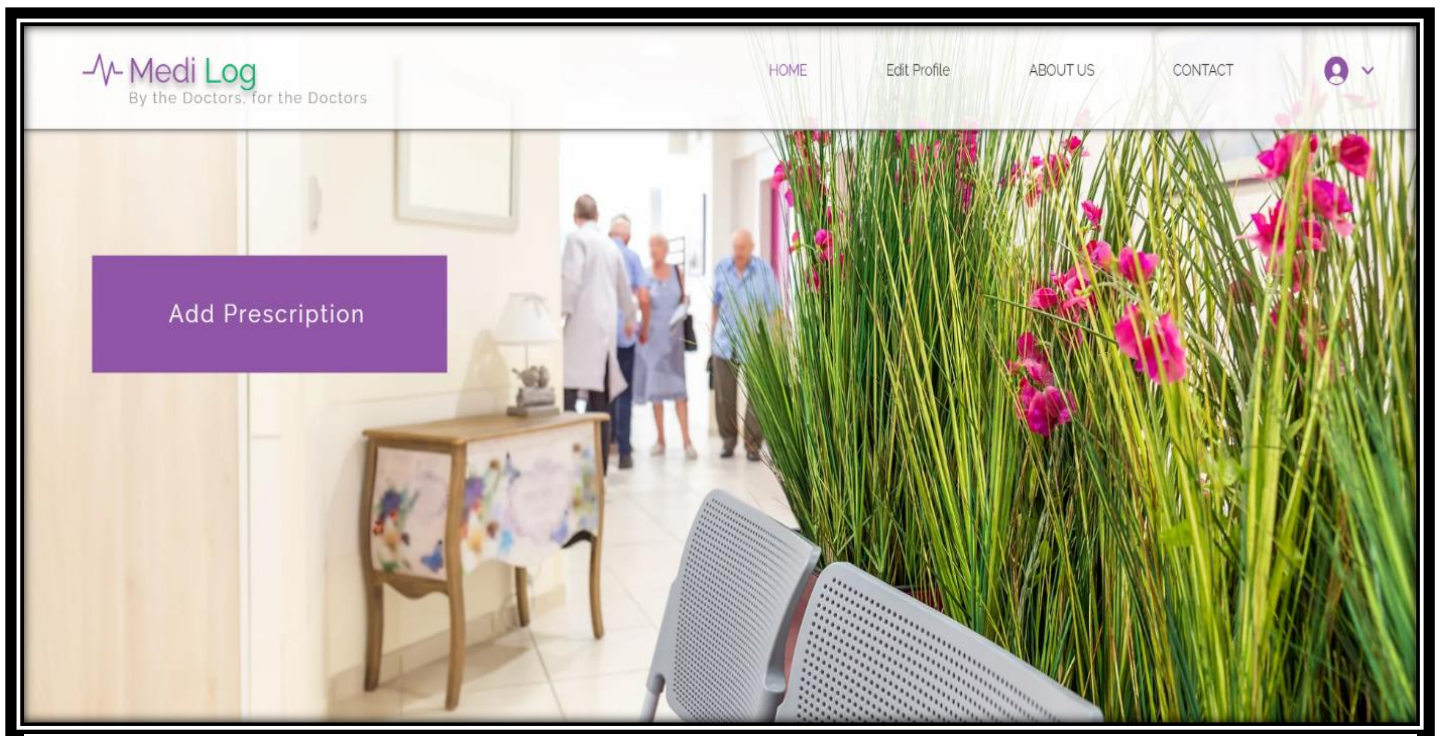 Medi Log
By the Doctors, for the Doctors
HOME Edit Profile ABOUT US CONTACT
Add Prescription